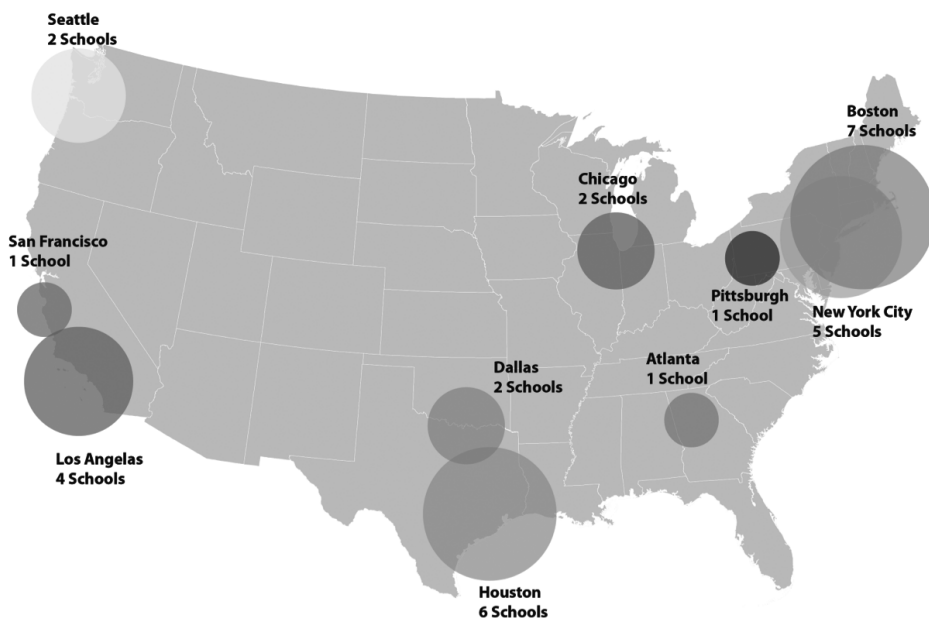 Seattle
2 Schools
Boston
7 Schools
Chicago
2 Schools
San Francisco
1 School
Pittsburgh
1 School
New York City
5 Schools
Dallas
2 Schools
Atlanta
1 School
Los Angelas
4 Schools
Houston
6 Schools